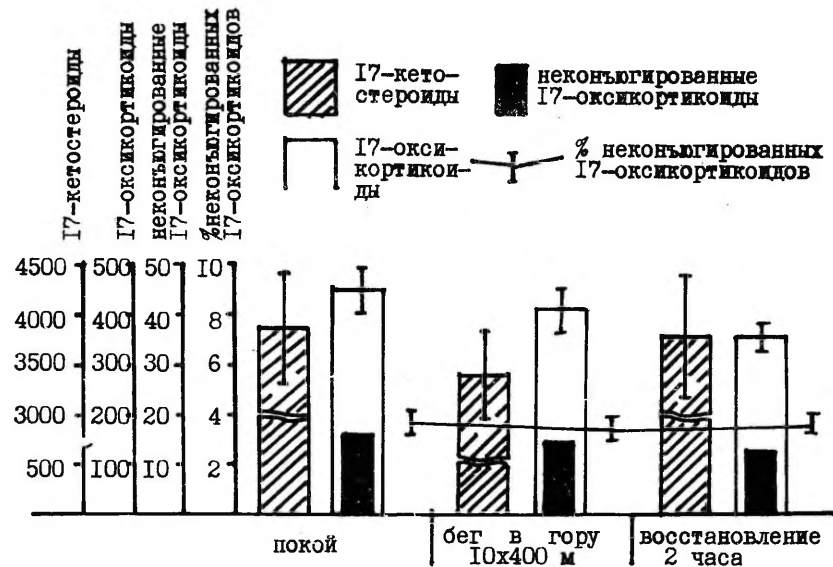 17-кетостероиды
17-оксикортикоиды
неконъюгированные
17-оксикортикоиды
%неконъюгированных
17-оксикортикоидов
17-кето-
стероиды
неконъюгированные
17-оксикортикоиды
17-окси-
кортикои-
ды
% неконъюгированных
17-оксикортикоидов
4500 500 50 10
4000 400 40 8
3500 300 30 6
3000 200 20 4
500 100 10 2
покой
бег в гору
10х400 м
восстановление
2 часа